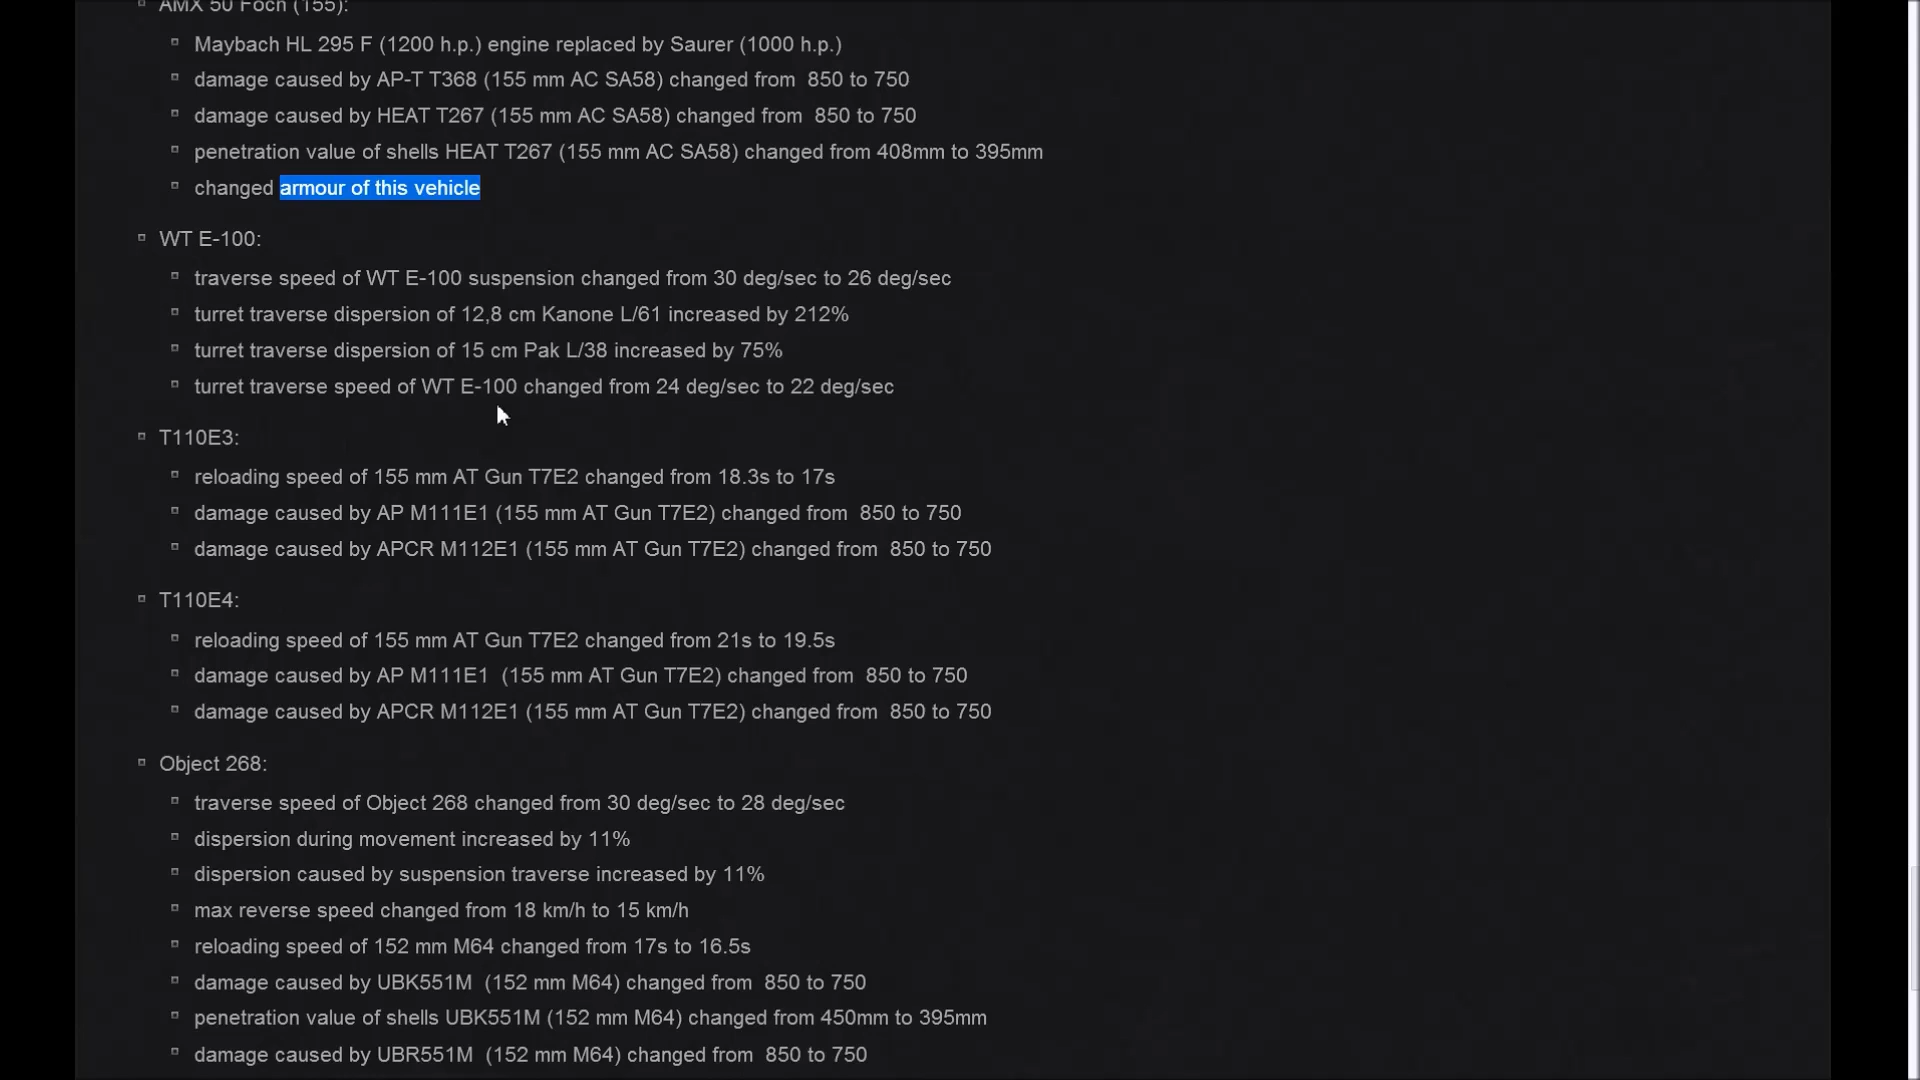 AMX 50 Foch (155):
Maybach HL 295 F (1200 h.p.) engine replaced by Saurer (1000 h.p.)
damage caused by AP-T T368 (155 mm AC SA58) changed from  850 to 750
damage caused by HEAT T267 (155 mm AC SA58) changed from  850 to 750
penetration value of shells HEAT T267 (155 mm AC SA58) changed from 408mm to 395mm
changed armour of this vehicle
WT E-100:
traverse speed of WT E-100 suspension changed from 30 deg/sec to 26 deg/sec
turret traverse dispersion of 12,8 cm Kanone L/61 increased by 212%
turret traverse dispersion of 15 cm Pak L/38 increased by 75%
turret traverse speed of WT E-100 changed from 24 deg/sec to 22 deg/sec
T110E3:
reloading speed of 155 mm AT Gun T7E2 changed from 18.3s to 17s
damage caused by AP M111E1 (155 mm AT Gun T7E2) changed from  850 to 750
damage caused by APCR M112E1 (155 mm AT Gun T7E2) changed from  850 to 750
T110E4:
reloading speed of 155 mm AT Gun T7E2 changed from 21s to 19.5s
damage caused by AP M111E1  (155 mm AT Gun T7E2) changed from  850 to 750
damage caused by APCR M112E1 (155 mm AT Gun T7E2) changed from  850 to 750
Object 268:
traverse speed of Object 268 changed from 30 deg/sec to 28 deg/sec
dispersion during movement increased by 11%
dispersion caused by suspension traverse increased by 11%
max reverse speed changed from 18 km/h to 15 km/h
reloading speed of 152 mm M64 changed from 17s to 16.5s
damage caused by UBK551M  (152 mm M64) changed from  850 to 750
penetration value of shells UBK551M (152 mm M64) changed from 450mm to 395mm
damage caused by UBR551M  (152 mm M64) changed from  850 to 750